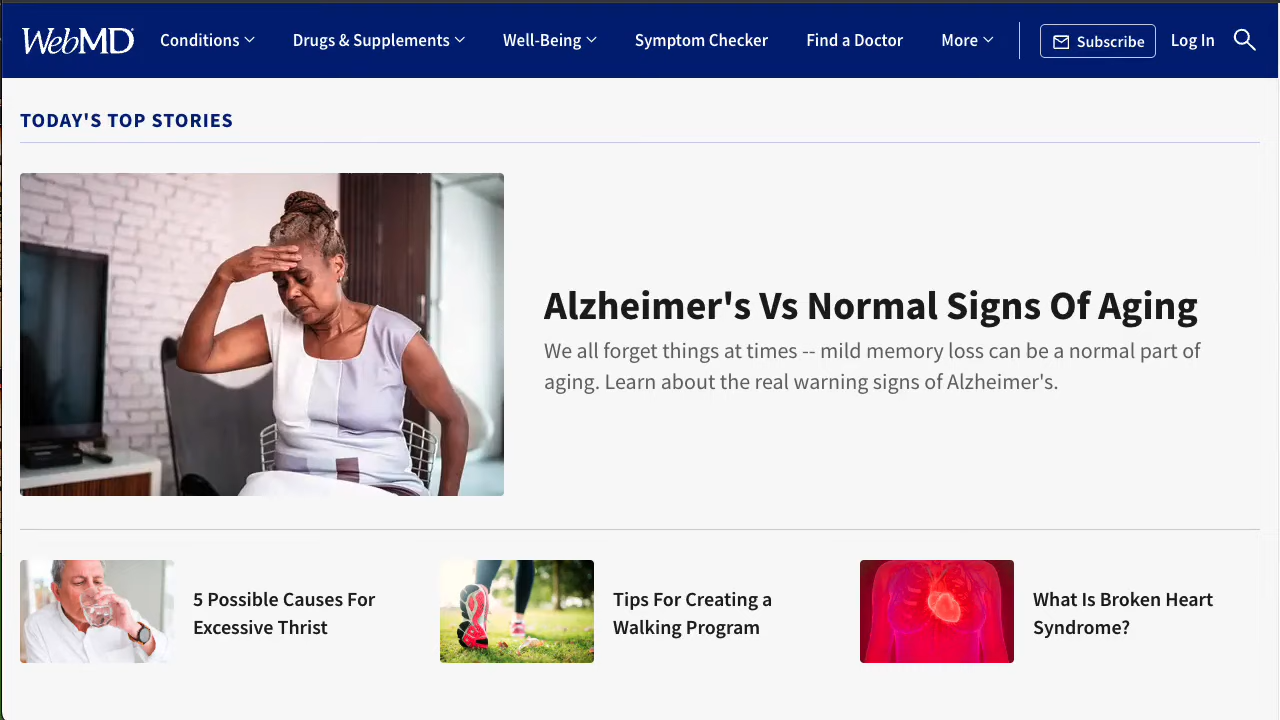 WebMD
Conditions
Drugs & Supplements
Well-Being
Symptom Checker
Find a Doctor
More
Subscribe
Log In
TODAY'S TOP STORIES
Alzheimer's Vs Normal Signs Of Aging
We all forget things at times -- mild memory loss can be a normal part of
aging. Learn about the real warning signs of Alzheimer's.
5 Possible Causes For
Excessive Thrist
Tips For Creating a
Walking Program
What Is Broken Heart
Syndrome?